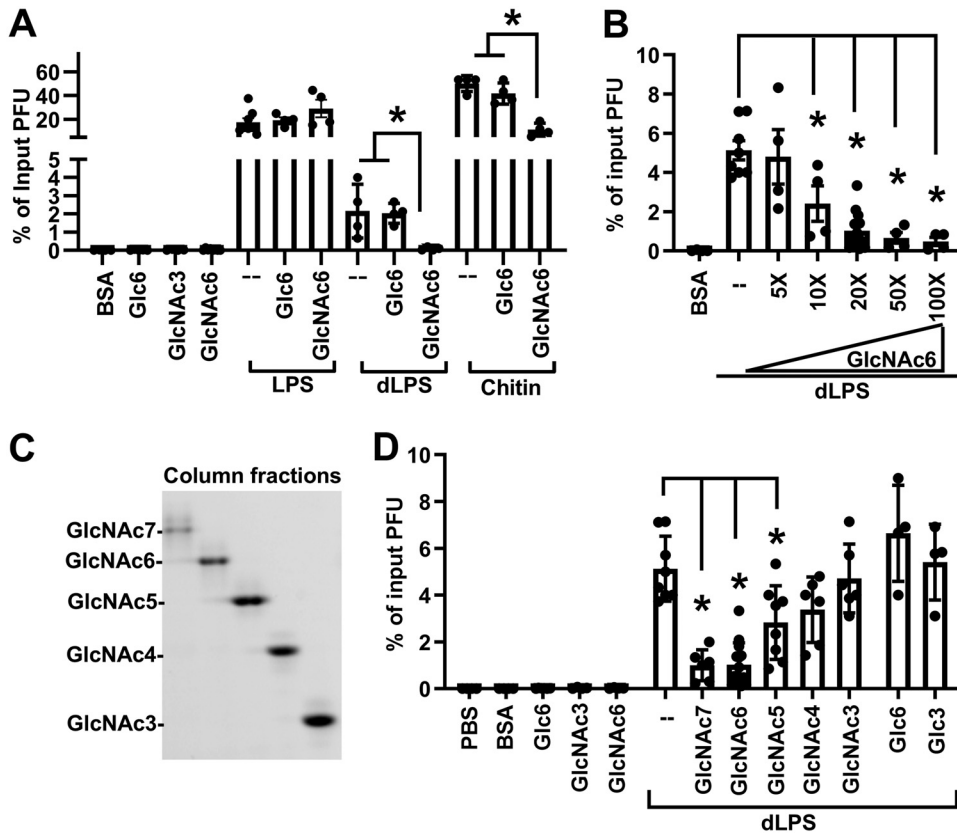 A
% of Input PFU
60
40
20
5
4
3
2
1
0
BSA
Glc6
GlcNAc3
GlcNAc6
--
Glc6
GlcNAc6
--
Glc6
GlcNAc6
--
Glc6
GlcNAc6
LPS
dLPS
Chitin
*
*
B
% of input PFU
10
8
6
4
2
0
*
*
*
*
BSA
--
5X
10X
20X
50X
100X
GlcNAc6
dLPS
C
Column fractions
GlcNAc7-
GlcNAc6-
GlcNAc5-
GlcNAc4-
GlcNAc3-
D
% of input PFU
10
8
6
4
2
0
*
*
*
PBS
BSA
Glc6
GlcNAc3
GlcNAc6
--
GlcNAc7
GlcNAc6
GlcNAc5
GlcNAc4
GlcNAc3
Glc6
Glc3
dLPS